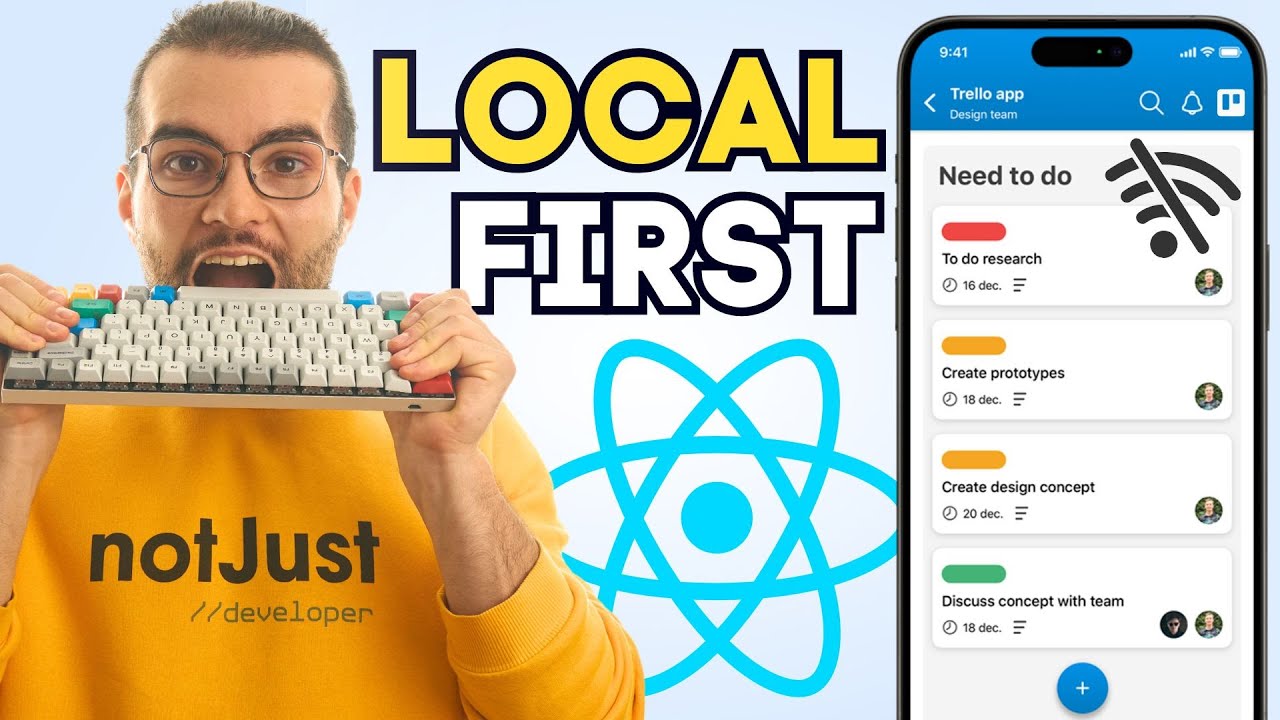 LOCAL
FIRST
notJust
//developer
9:41
Trello app
Design team
Need to do
To do research
16 dec.
Create prototypes
18 dec.
Create design concept
20 dec.
Discuss concept with team
18 dec.
+